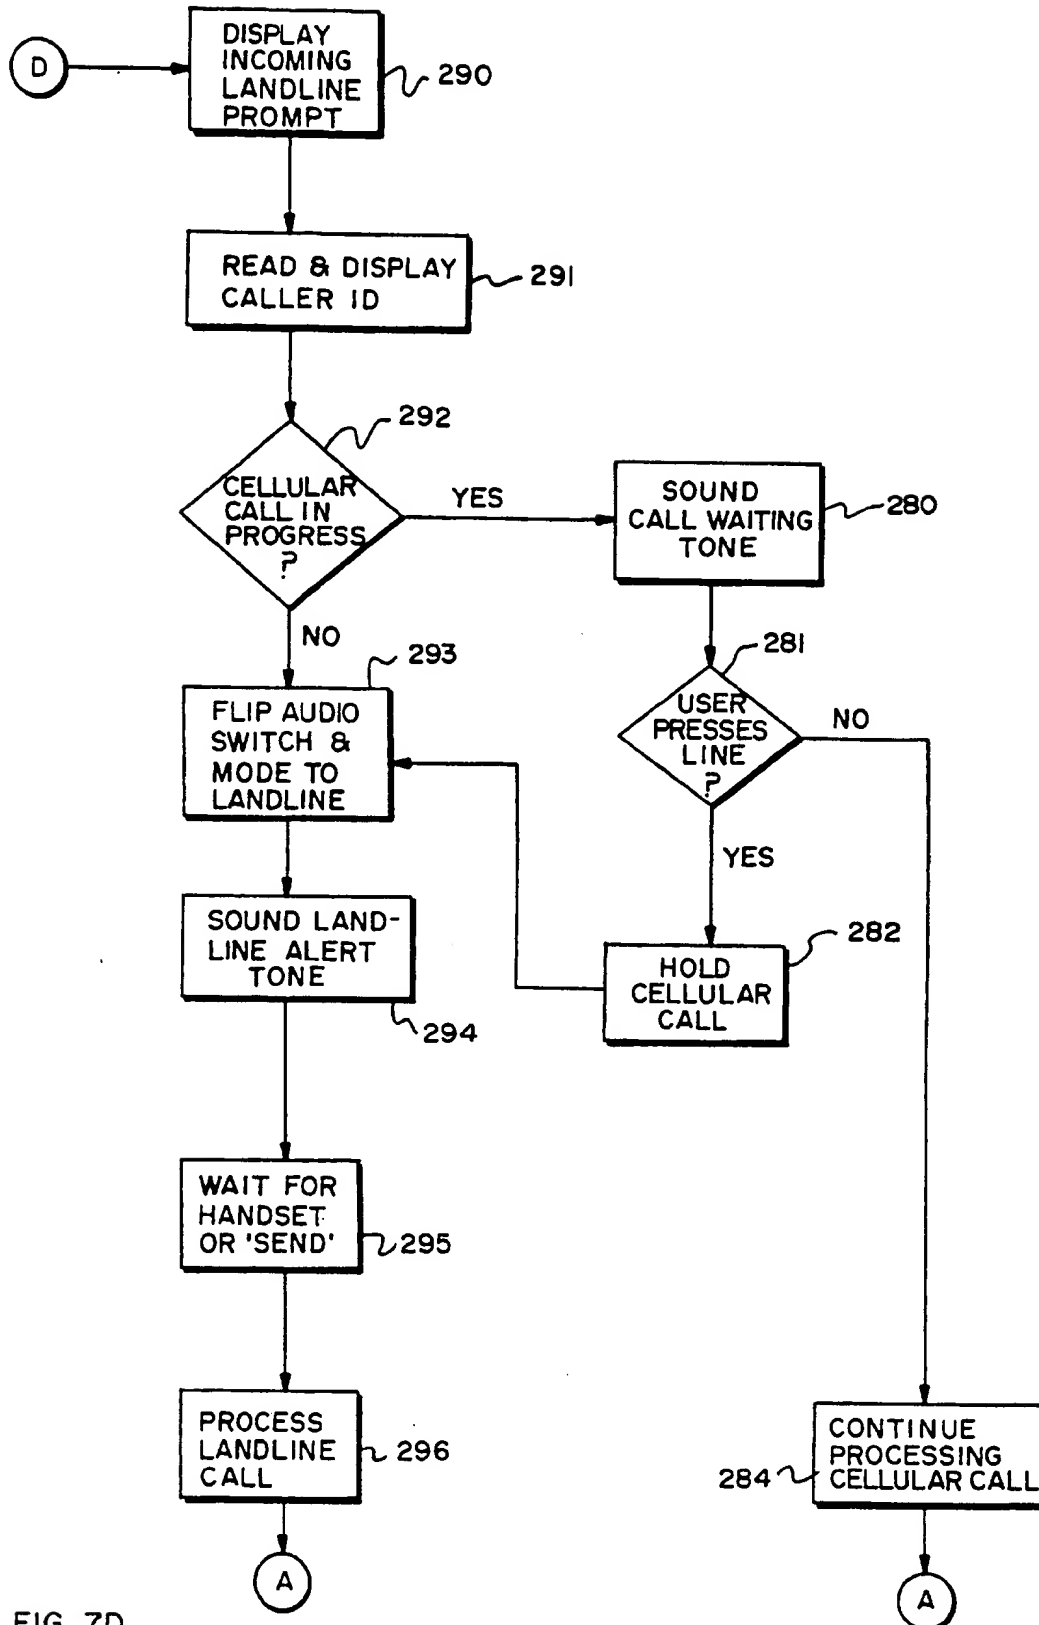 DISPLAY
INCOMING
LANDLINE
PROMPT
290
D
READ & DISPLAY
CALLER ID
291
292
CELLULAR
CALL IN
PROGRESS
?
YES
SOUND
CALL WAITING
TONE
280
NO
281
293
USER
PRESSES
LINE
?
NO
FLIP AUDIO
SWITCH &
MODE TO
LANDLINE
YES
SOUND LAND-
LINE ALERT
TONE
294
282
HOLD
CELLULAR
CALL
WAIT FOR
HANDSET
OR 'SEND'
295
PROCESS
LANDLINE
CALL
296
CONTINUE
PROCESSING
CELLULAR CALL
284
A
A
FIG. 7D